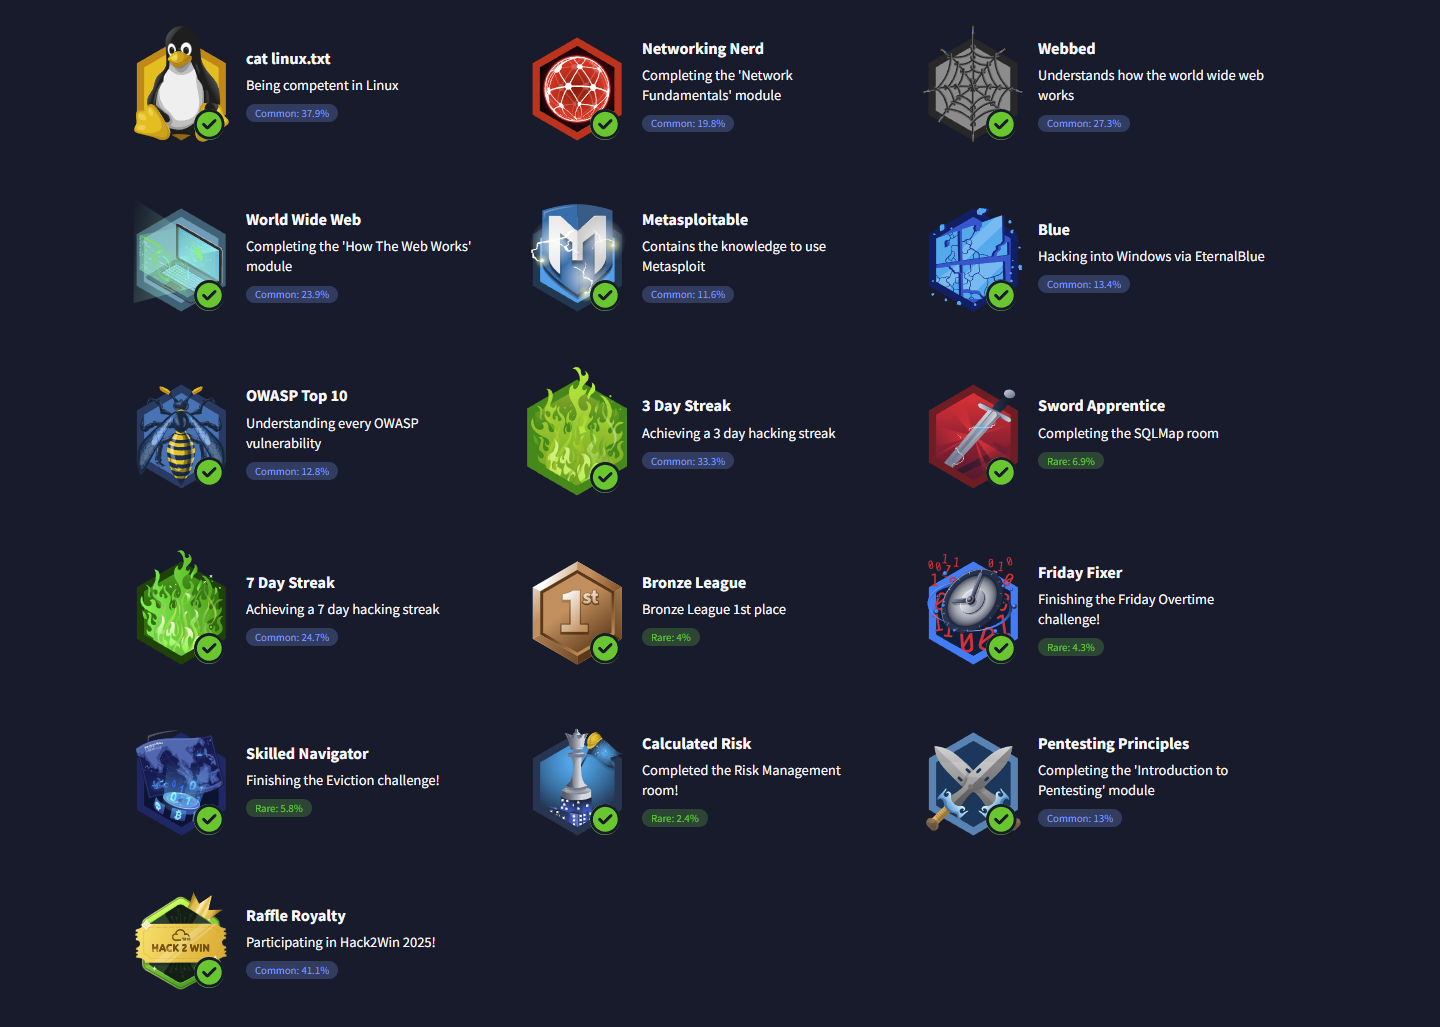 cat linux.txt
Being competent in Linux
Common: 37.9%
Networking Nerd
Completing the 'Network
Fundamentals' module
Common: 19.8%
Webbed
Understands how the world wide web
works
Common: 27.3%
World Wide Web
Completing the 'How The Web Works'
module
Common: 23.9%
Metasploitable
Contains the knowledge to use
Metasploit
Common: 11.6%
Blue
Hacking into Windows via EternalBlue
Common: 13.4%
OWASP Top 10
Understanding every OWASP
vulnerability
Common: 12.8%
3 Day Streak
Achieving a 3 day hacking streak
Common: 33.3%
Sword Apprentice
Completing the SQLMap room
Rare: 6.9%
7 Day Streak
Achieving a 7 day hacking streak
Common: 24.7%
1st
Bronze League
Bronze League 1st place
Rare: 4%
Friday Fixer
Finishing the Friday Overtime
challenge!
Rare: 4.3%
Skilled Navigator
Finishing the Eviction challenge!
Rare: 5.8%
Calculated Risk
Completed the Risk Management
room!
Rare: 2.4%
Pentesting Principles
Completing the 'Introduction to
Pentesting' module
Common: 13%
HACK 2 WIN
Raffle Royalty
Participating in Hack2Win 2025!
Common: 41.1%